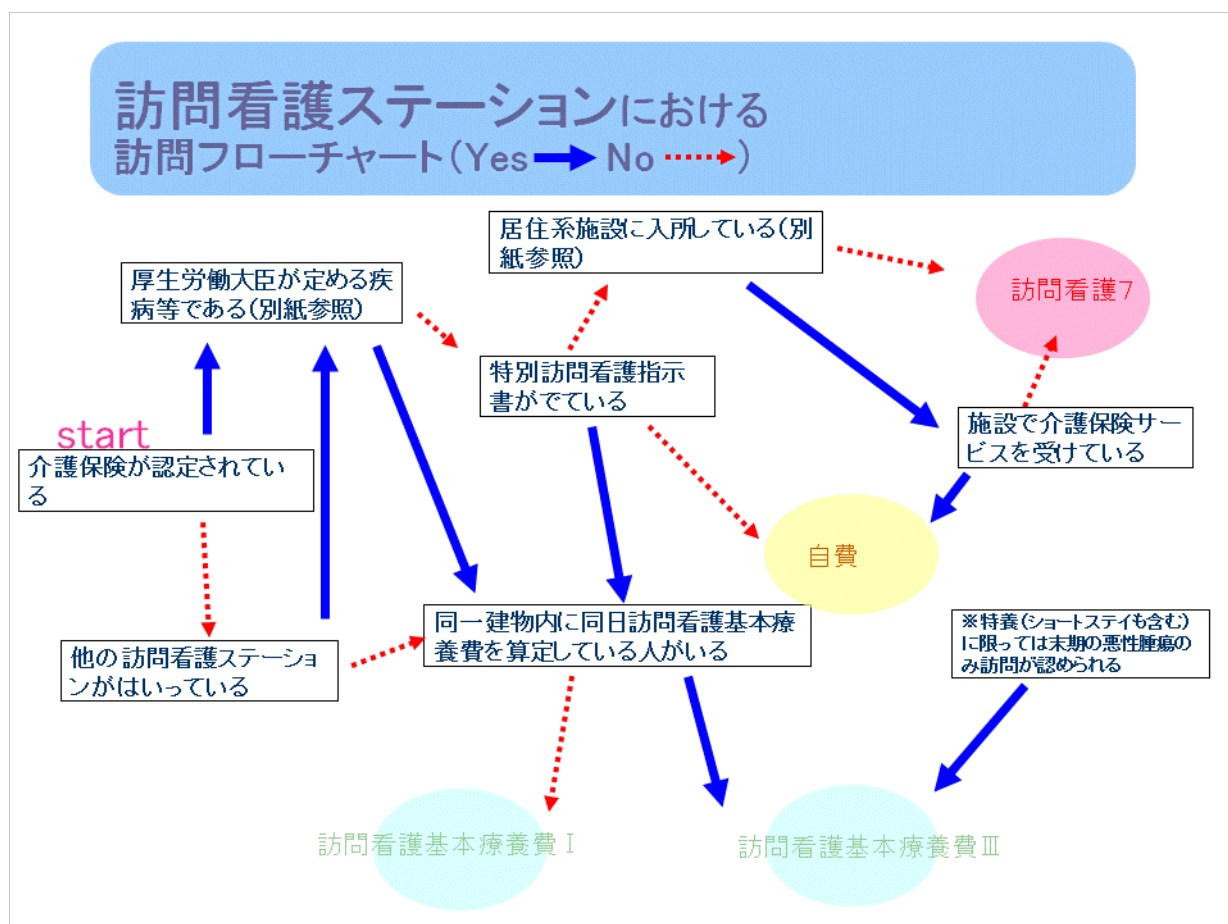 訪問看護ステーションにおける
訪問フローチャート(Yes No )
居住系施設に入所している(別
紙参照)
厚生労働大臣が定める疾
病等である(別紙参照)
訪問看護7
特別訪問看護指示
書がでている
start
介護保険が認定されてい
る
施設で介護保険サー
ビスを受けている
自費
同一建物内に同日訪問看護基本療
養費を算定している人がいる
※特義(ショートステイも含む)
に限っては末期の悪性腫瘍の
み訪問が認められる
他の訪問看護ステーショ
ンがはいっている
訪問看護基本療養費Ⅰ
訪問看護基本療養費Ⅲ